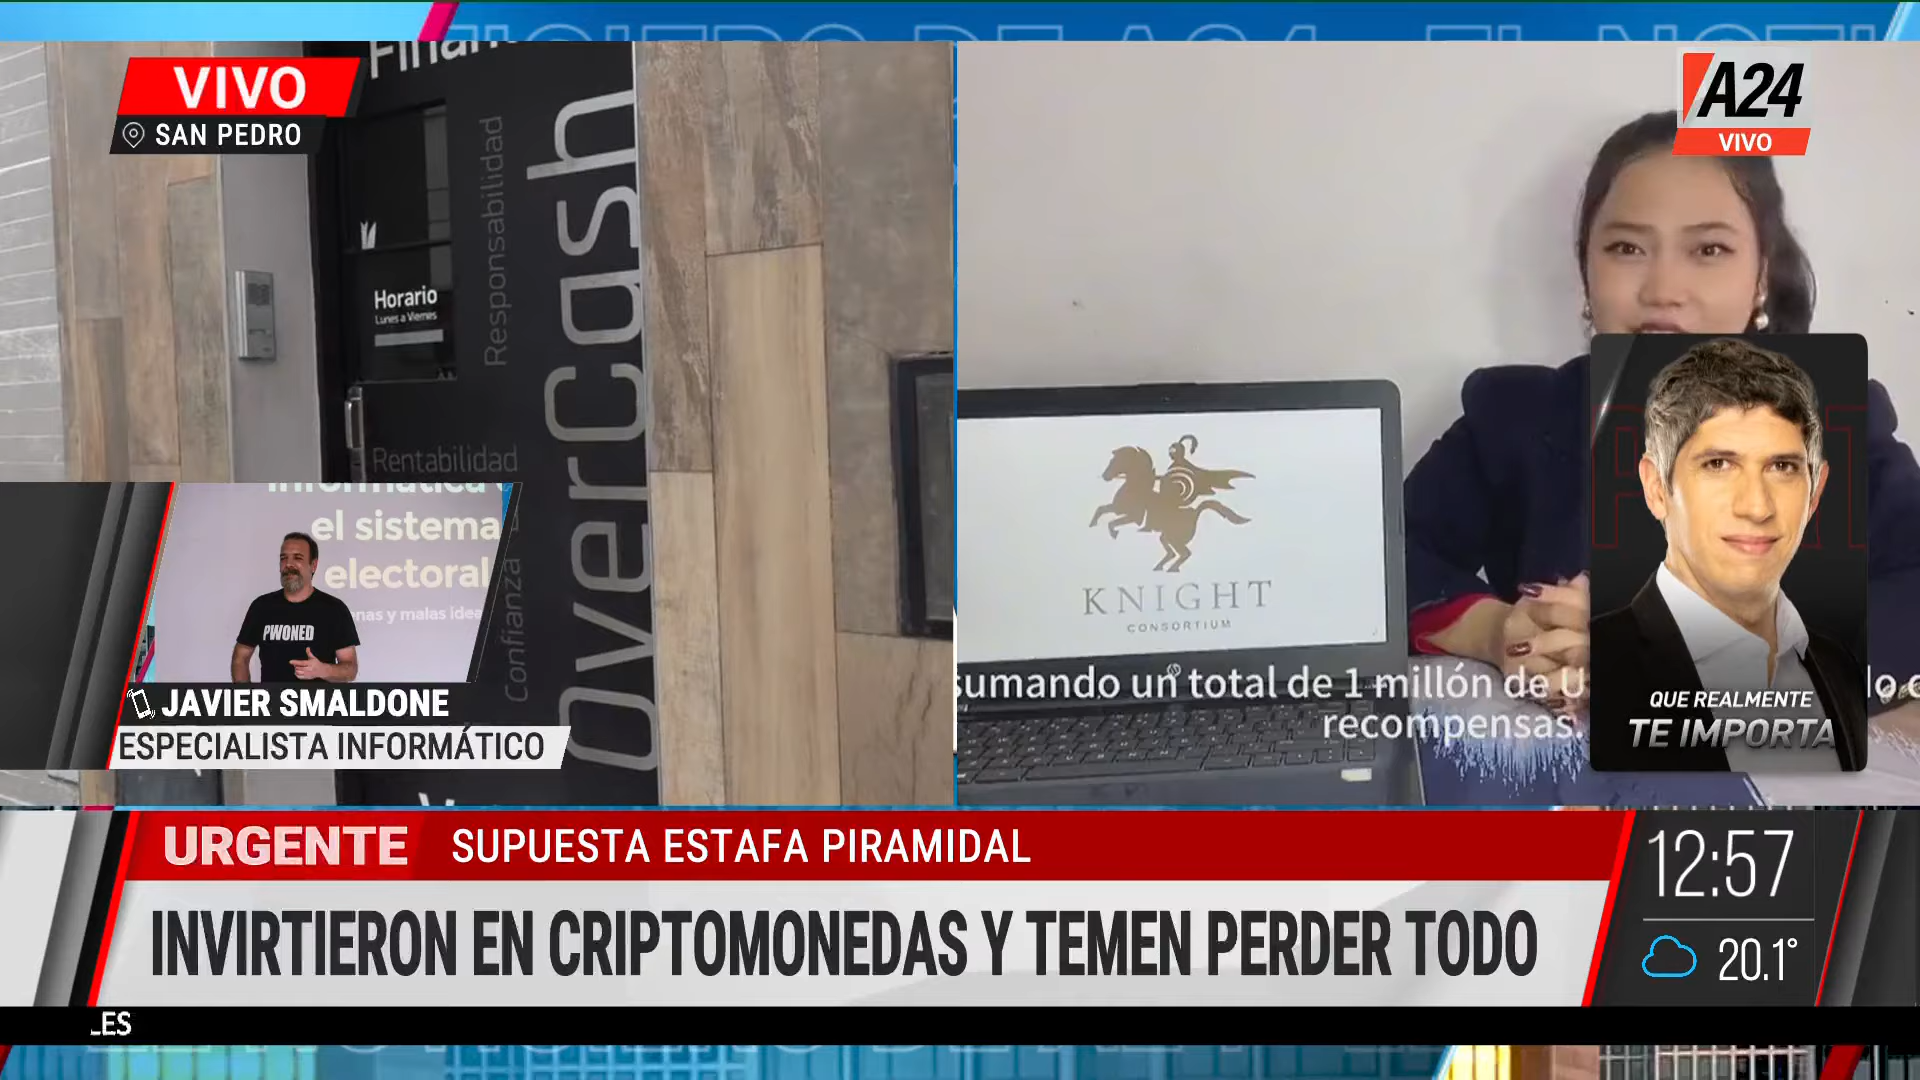 VIVO
SAN PEDRO
Horario
Lunes a Viernes
Responsabilidad
Rentabilidad
Confianza
OverCash
el sistema
electoral
PWONED
JAVIER SMALDONE
ESPECIALISTA INFORMÁTICO
A24
VIVO
KNIGHT
CONSORTIUM
sumando un total de 1 millón de U
recompensas.
QUE REALMENTE
TE IMPORTA
URGENTE SUPUESTA ESTAFA PIRAMIDAL
INVIRTIERON EN CRIPTOMONEDAS Y TEMEN PERDER TODO
12:57
20.1°